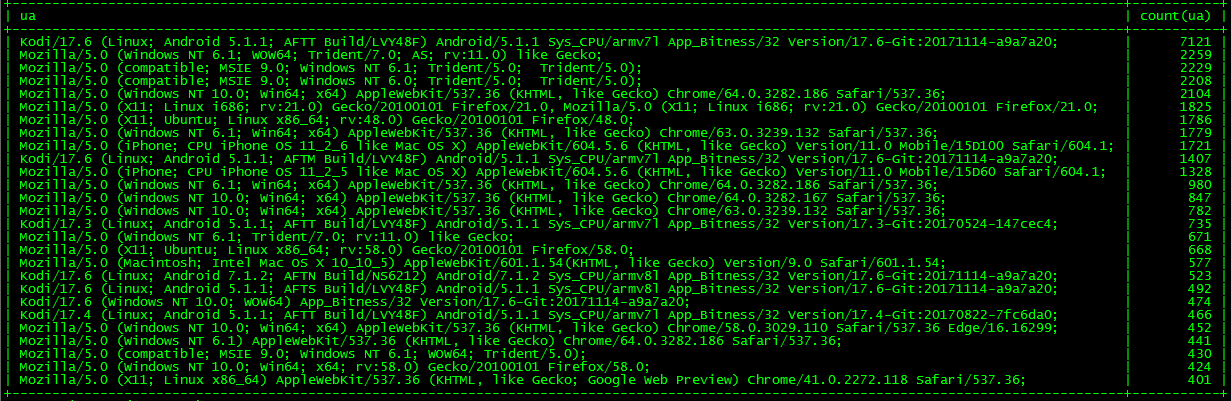 ua | count(ua)
Kodi/17.6 (Linux; Android 5.1.1; AFTT Build/LVY48F) Android/5.1.1 Sys_CPU/armv7l App_Bitness/32 Version/17.6-Git:20171114-a9a7a20; | 7121
Mozilla/5.0 (Windows NT 6.1; WOW64; Trident/7.0; AS; rv:11.0) like Gecko; | 2259
Mozilla/5.0 (compatible; MSIE 9.0; Windows NT 6.1; Trident/5.0;  Trident/5.0); | 2229
Mozilla/5.0 (compatible; MSIE 9.0; Windows NT 6.0; Trident/5.0;  Trident/5.0); | 2208
Mozilla/5.0 (Windows NT 10.0; Win64; x64) AppleWebKit/537.36 (KHTML, like Gecko) Chrome/64.0.3282.186 Safari/537.36; | 2104
Mozilla/5.0 (X11; Linux i686; rv:21.0) Gecko/20100101 Firefox/21.0, Mozilla/5.0 (X11; Linux i686; rv:21.0) Gecko/20100101 Firefox/21.0; | 1825
Mozilla/5.0 (X11; Ubuntu; Linux x86_64; rv:48.0) Gecko/20100101 Firefox/48.0; | 1786
Mozilla/5.0 (Windows NT 6.1; Win64; x64) AppleWebKit/537.36 (KHTML, like Gecko) Chrome/63.0.3239.132 Safari/537.36; | 1779
Mozilla/5.0 (iPhone; CPU iPhone OS 11_2_6 like Mac OS X) AppleWebKit/604.5.6 (KHTML, like Gecko) Version/11.0 Mobile/15D100 Safari/604.1; | 1721
Kodi/17.6 (Linux; Android 5.1.1; AFTM Build/LVY48F) Android/5.1.1 Sys_CPU/armv7l App_Bitness/32 Version/17.6-Git:20171114-a9a7a20; | 1407
Mozilla/5.0 (iPhone; CPU iPhone OS 11_2_5 like Mac OS X) AppleWebKit/604.5.6 (KHTML, like Gecko) Version/11.0 Mobile/15D60 Safari/604.1; | 1328
Mozilla/5.0 (Windows NT 6.1; Win64; x64) AppleWebKit/537.36 (KHTML, like Gecko) Chrome/64.0.3282.186 Safari/537.36; | 980
Mozilla/5.0 (Windows NT 10.0; Win64; x64) AppleWebKit/537.36 (KHTML, like Gecko) Chrome/64.0.3282.167 Safari/537.36; | 847
Mozilla/5.0 (Windows NT 10.0; Win64; x64) AppleWebKit/537.36 (KHTML, like Gecko) Chrome/63.0.3239.132 Safari/537.36; | 782
Kodi/17.3 (Linux; Android 5.1.1; AFTT Build/LVY48F) Android/5.1.1 Sys_CPU/armv7l App_Bitness/32 Version/17.3-Git:20170524-147cec4; | 735
Mozilla/5.0 (Windows NT 6.1; Trident/7.0; rv:11.0) like Gecko; | 671
Mozilla/5.0 (X11; Ubuntu; Linux x86_64; rv:58.0) Gecko/20100101 Firefox/58.0; | 668
Mozilla/5.0 (Macintosh; Intel Mac OS X 10_10_5) AppleWebKit/601.1.54(KHTML, like Gecko) Version/9.0 Safari/601.1.54; | 577
Kodi/17.6 (Linux; Android 7.1.2; AFTN Build/NS6212) Android/7.1.2 Sys_CPU/armv8l App_Bitness/32 Version/17.6-Git:20171114-a9a7a20; | 523
Kodi/17.6 (Linux; Android 5.1.1; AFTS Build/LVY48F) Android/5.1.1 Sys_CPU/armv8l App_Bitness/32 Version/17.6-Git:20171114-a9a7a20; | 492
Kodi/17.6 (Windows NT 10.0; WOW64) App_Bitness/32 Version/17.6-Git:20171114-a9a7a20; | 474
Kodi/17.4 (Linux; Android 5.1.1; AFTT Build/LVY48F) Android/5.1.1 Sys_CPU/armv7l App_Bitness/32 Version/17.4-Git:20170822-7fc6da0; | 466
Mozilla/5.0 (Windows NT 10.0; Win64; x64) AppleWebKit/537.36 (KHTML, like Gecko) Chrome/58.0.3029.110 Safari/537.36 Edge/16.16299; | 452
Mozilla/5.0 (Windows NT 6.1) AppleWebKit/537.36 (KHTML, like Gecko) Chrome/64.0.3282.186 Safari/537.36; | 441
Mozilla/5.0 (compatible; MSIE 9.0; Windows NT 6.1; WOW64; Trident/5.0); | 430
Mozilla/5.0 (Windows NT 10.0; Win64; x64; rv:58.0) Gecko/20100101 Firefox/58.0; | 424
Mozilla/5.0 (X11; Linux x86_64) AppleWebKit/537.36 (KHTML, like Gecko; Google Web Preview) Chrome/41.0.2272.118 Safari/537.36; | 401